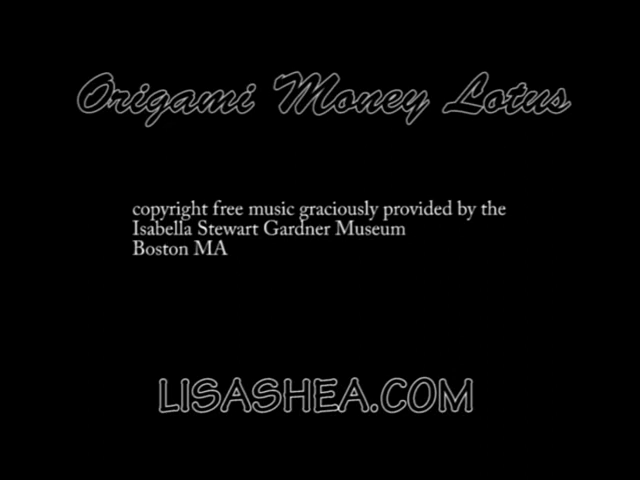 Origami Money Lotus
copyright free music graciously provided by the
Isabella Stewart Gardner Museum
Boston MA
LISASHEA.COM